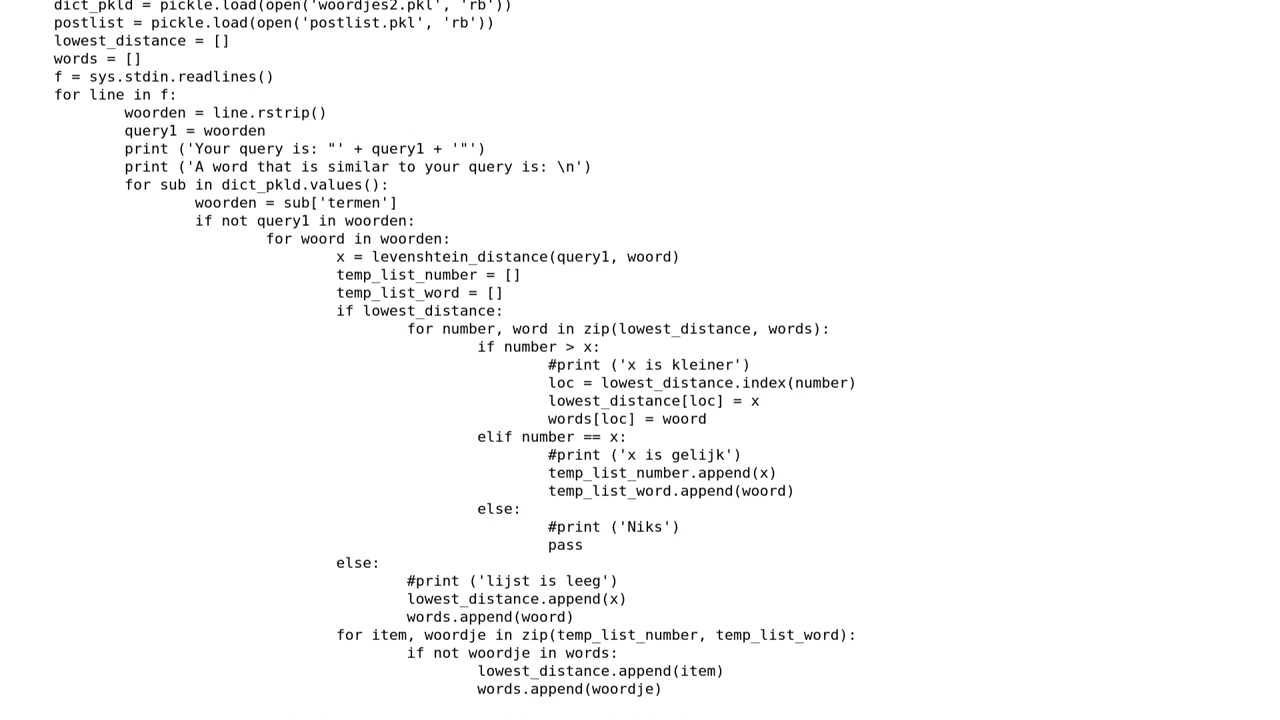 dict_pkld = pickle.load(open('woordjes2.pkl', 'rb'))
postlist = pickle.load(open('postlist.pkl', 'rb'))
lowest_distance = []
words = []
f = sys.stdin.readlines()
for line in f:
        woorden = line.rstrip()
        query1 = woorden
        print ('Your query is: "' + query1 + '"')
        print ('A word that is similar to your query is: \n')
        for sub in dict_pkld.values():
                woorden = sub['termen']
                if not query1 in woorden:
                        for woord in woorden:
                                x = levenshtein_distance(query1, woord)
                                temp_list_number = []
                                temp_list_word = []
                                if lowest_distance:
                                        for number, word in zip(lowest_distance, words):
                                                if number > x:
                                                        #print ('x is kleiner')
                                                        loc = lowest_distance.index(number)
                                                        lowest_distance[loc] = x
                                                        words[loc] = woord
                                                elif number == x:
                                                        #print ('x is gelijk')
                                                        temp_list_number.append(x)
                                                        temp_list_word.append(woord)
                                                else:
                                                        #print ('Niks')
                                                        pass
                                else:
                                        #print ('lijst is leeg')
                                        lowest_distance.append(x)
                                        words.append(woord)
                                for item, woordje in zip(temp_list_number, temp_list_word):
                                        if not woordje in words:
                                                lowest_distance.append(item)
                                                words.append(woordje)